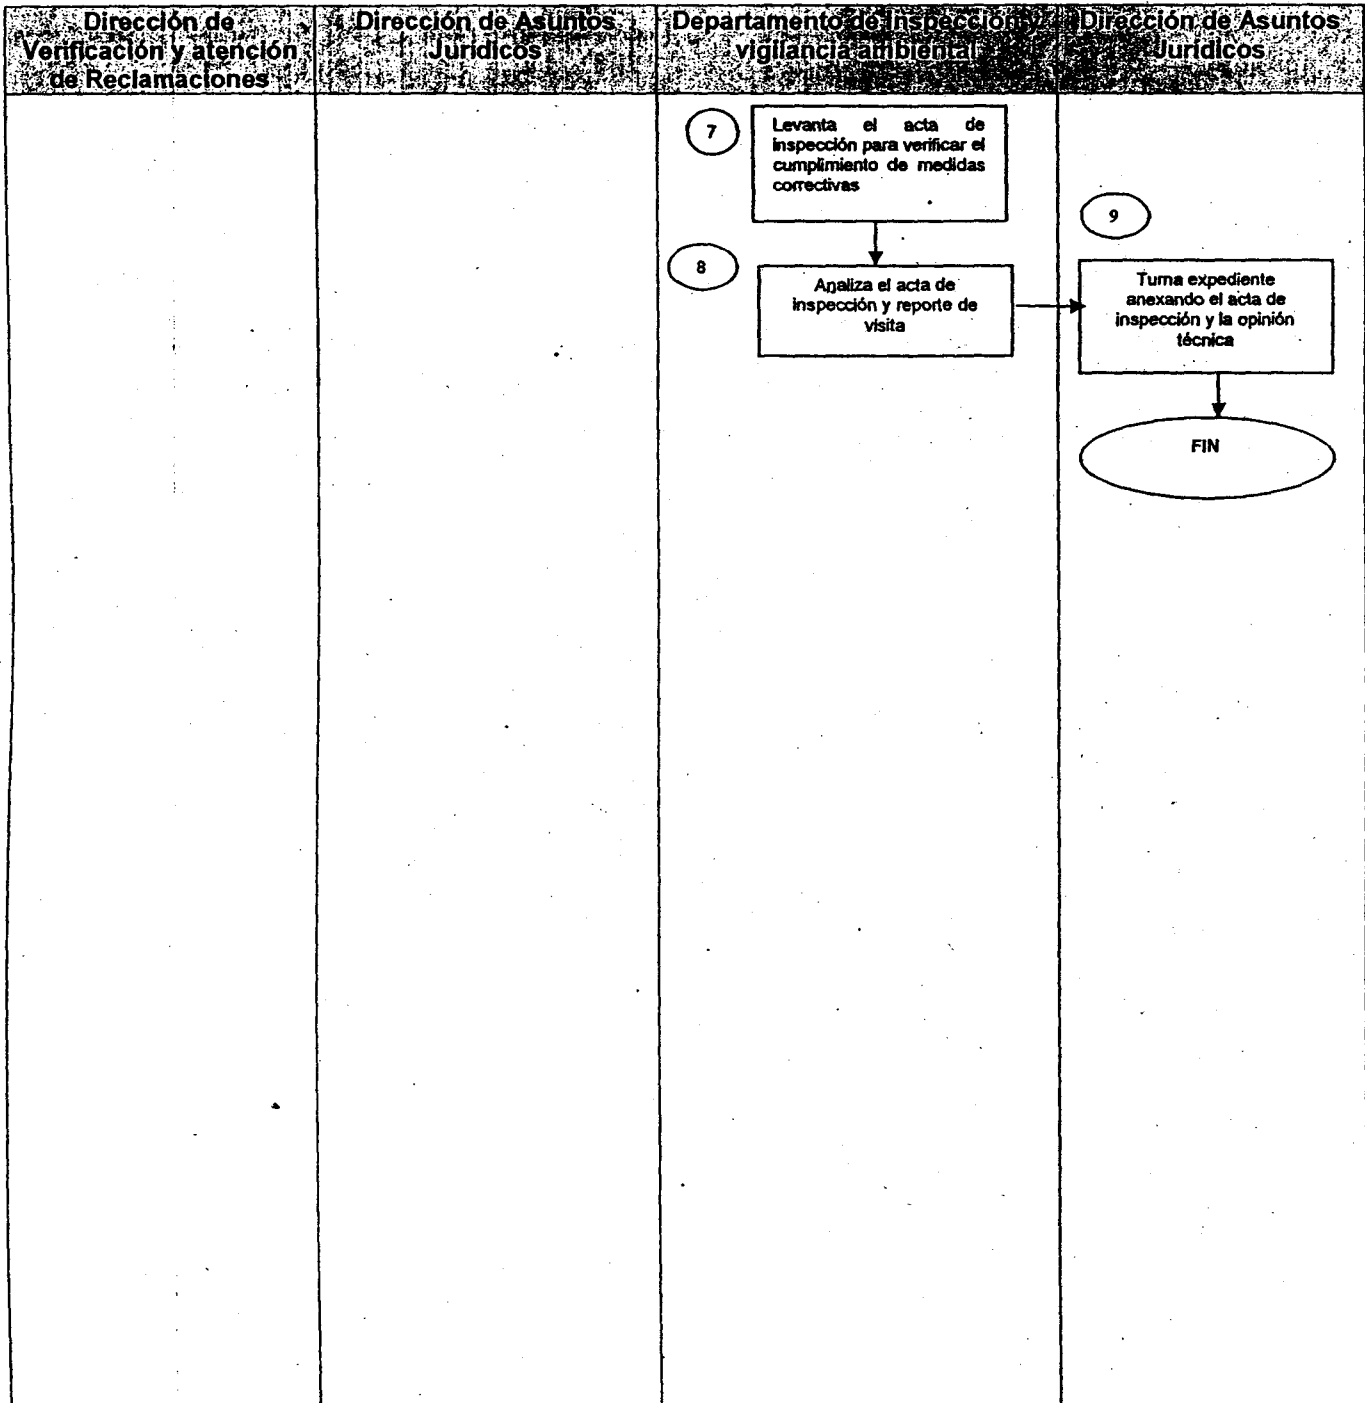 Dirección de
Verificación y atención
de Reclamaciones
Dirección de Asuntos
Jurídicos
Departamento de Inspección y
vigilancia ambiental
Dirección de Asuntos
Jurídicos
7
Levanta el acta de
inspección para verificar el
cumplimiento de medidas
correctivas
9
8
Analiza el acta de
inspección y reporte de
visita
Turna expediente
anexando el acta de
inspección y la opinión
técnica
FIN